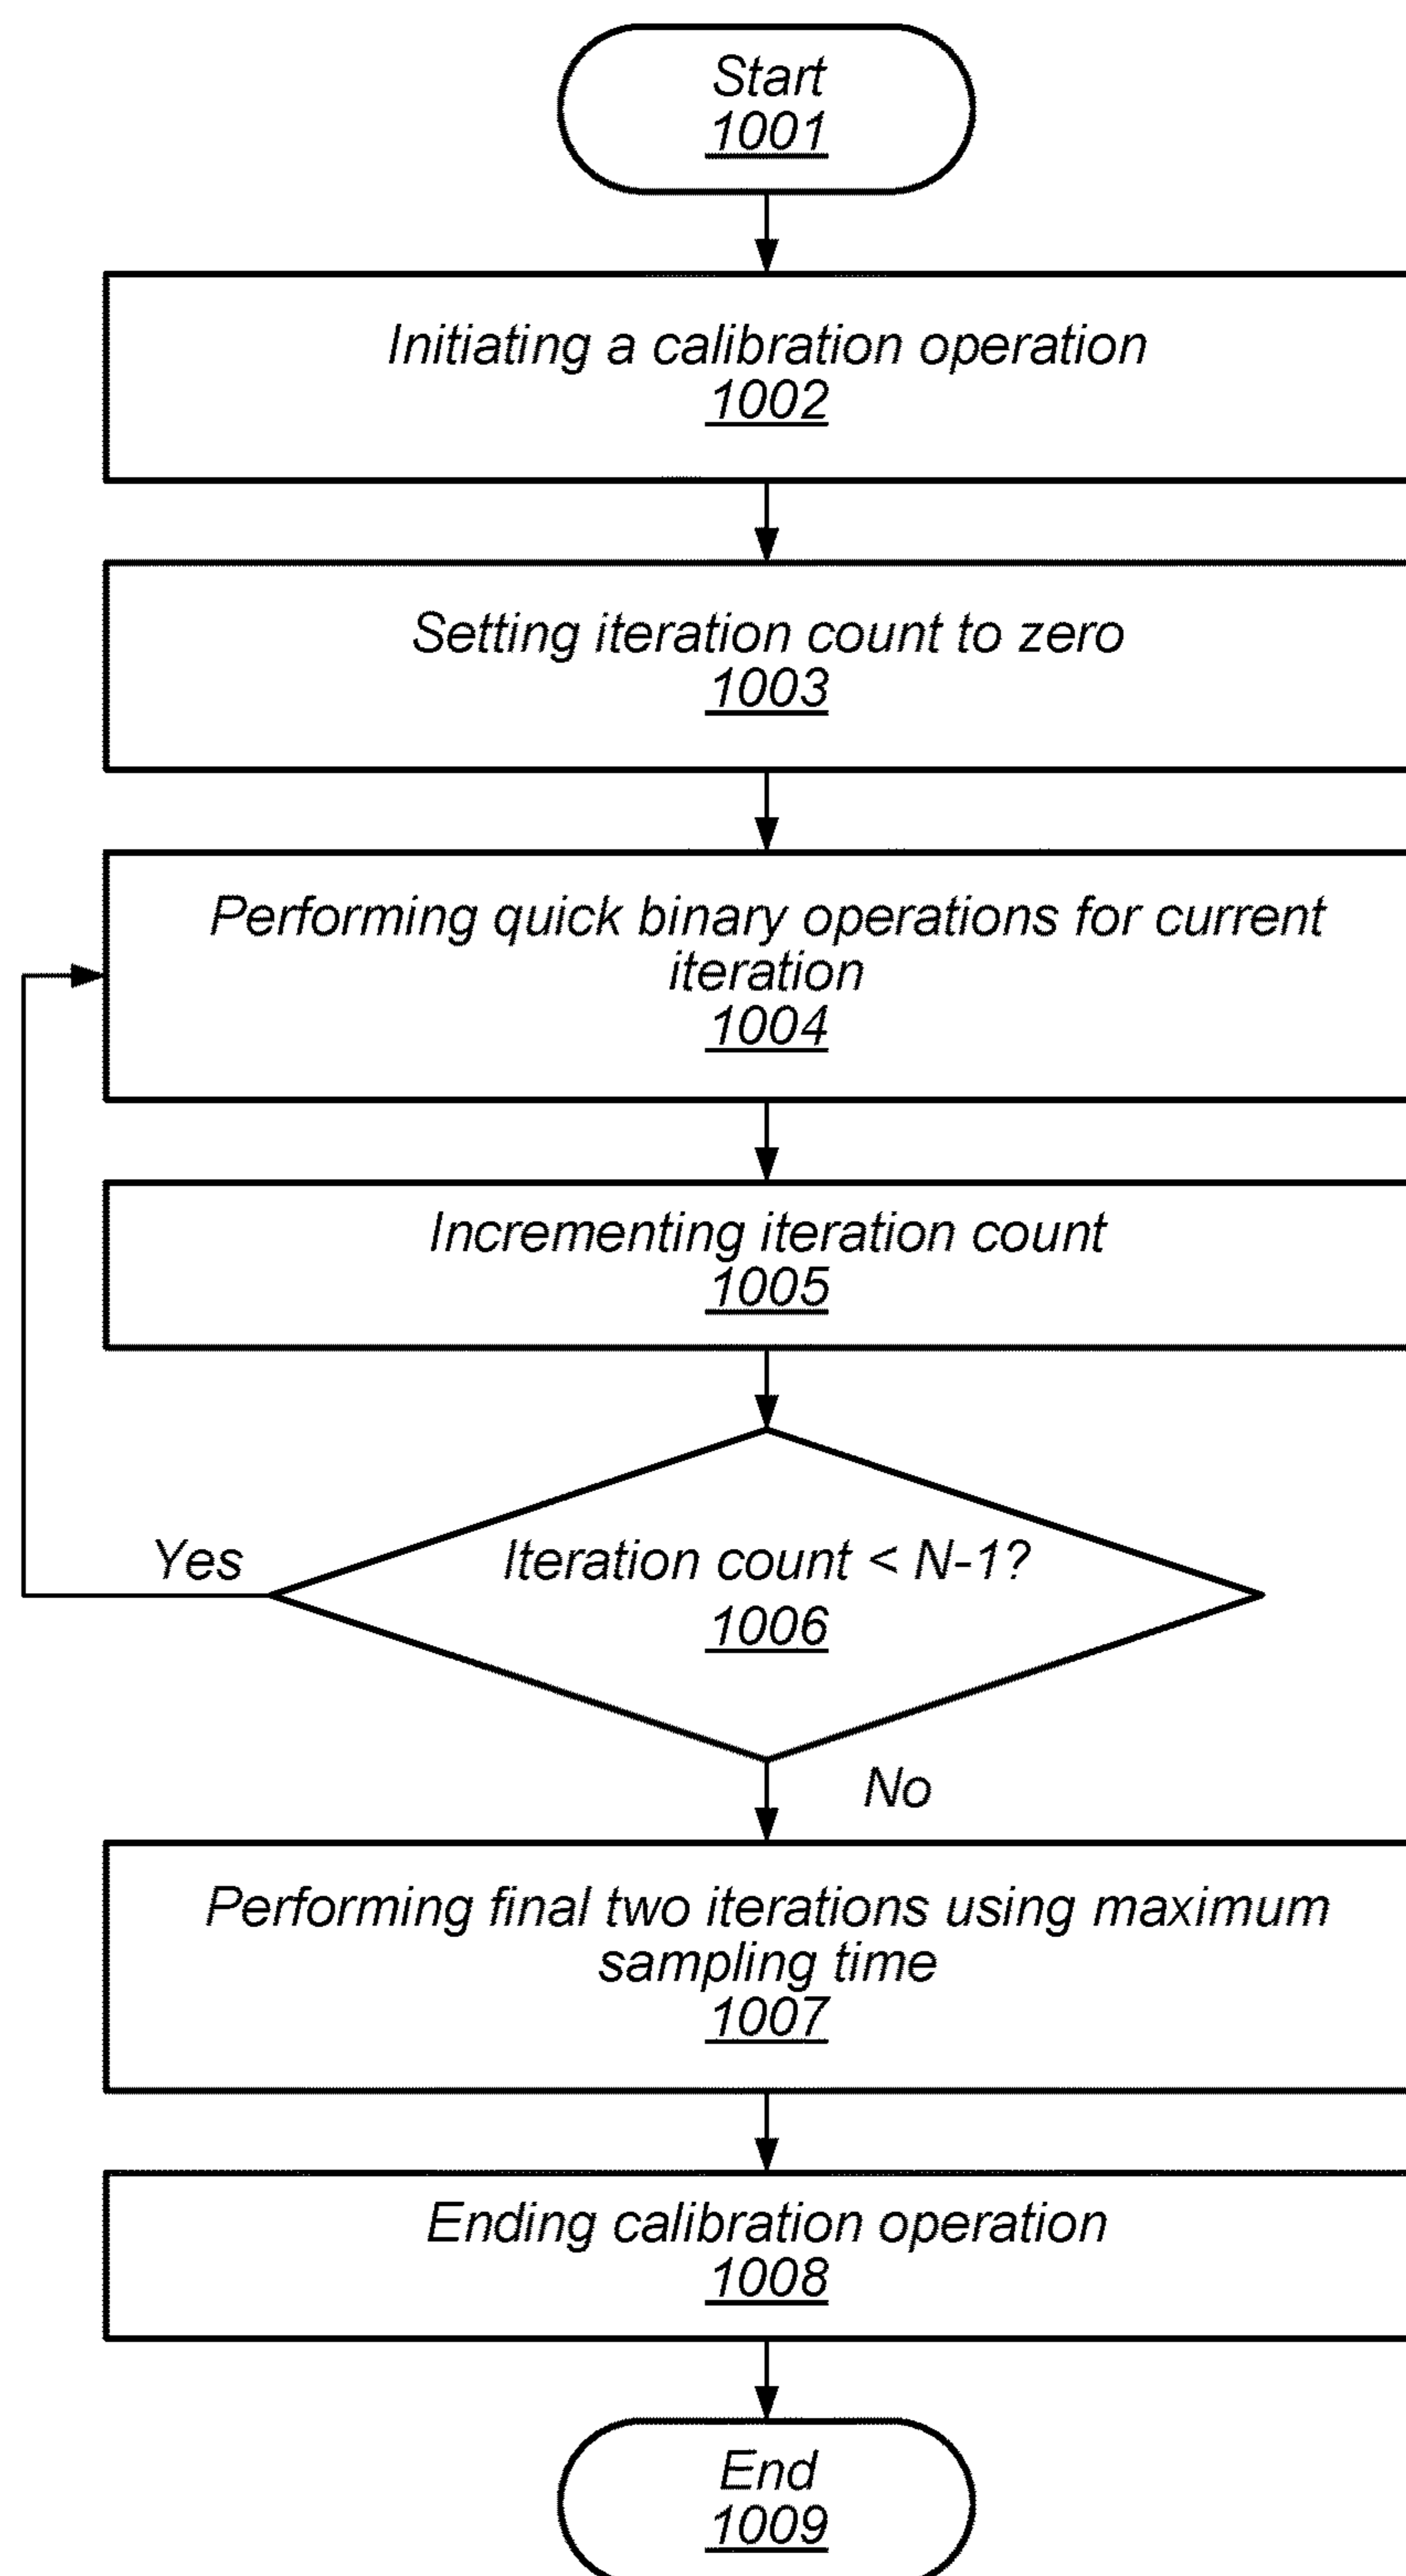 Start
1001
Initiating a calibration operation
1002
Setting iteration count to zero
1003
Performing quick binary operations for current
iteration
1004
Incrementing iteration count
1005
Yes
Iteration count < N-1?
1006
No
Performing final two iterations using maximum
sampling time
1007
Ending calibration operation
1008
End
1009